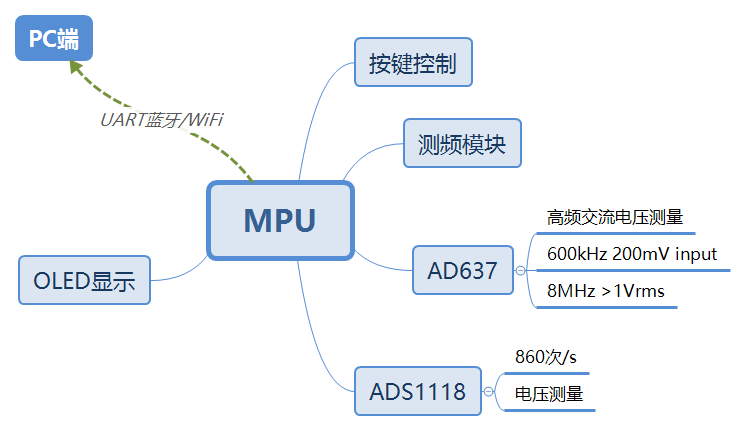 PC端
UART蓝牙/WiFi
按键控制
测频模块
MPU
高频交流电压测量
AD637
600kHz 200mV input
8MHz >1Vrms
OLED显示
860次/s
ADS1118
电压测量